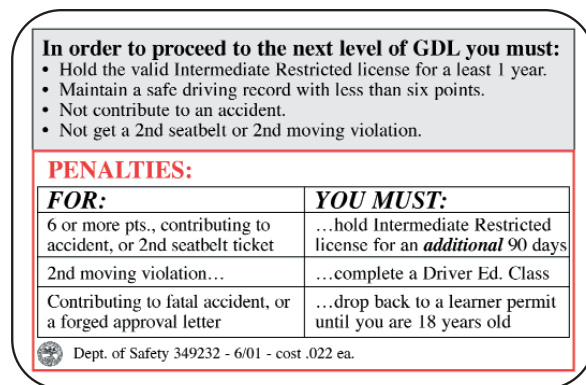 In order to proceed to the next level of GDL you must:
• Hold the valid Intermediate Restricted license for a least 1 year.
• Maintain a safe driving record with less than six points.
• Not contribute to an accident.
• Not get a 2nd seatbelt or 2nd moving violation.
PENALTIES:
FOR: YOU MUST:
6 or more pts., contributing to …hold Intermediate Restricted
accident, or 2nd seatbelt ticket license for an additional 90 days
2nd moving violation… …complete a Driver Ed. Class
Contributing to fatal accident, or …drop back to a learner permit
a forged approval letter until you are 18 years old
Dept. of Safety 349232 - 6/01 - cost .022 ea.